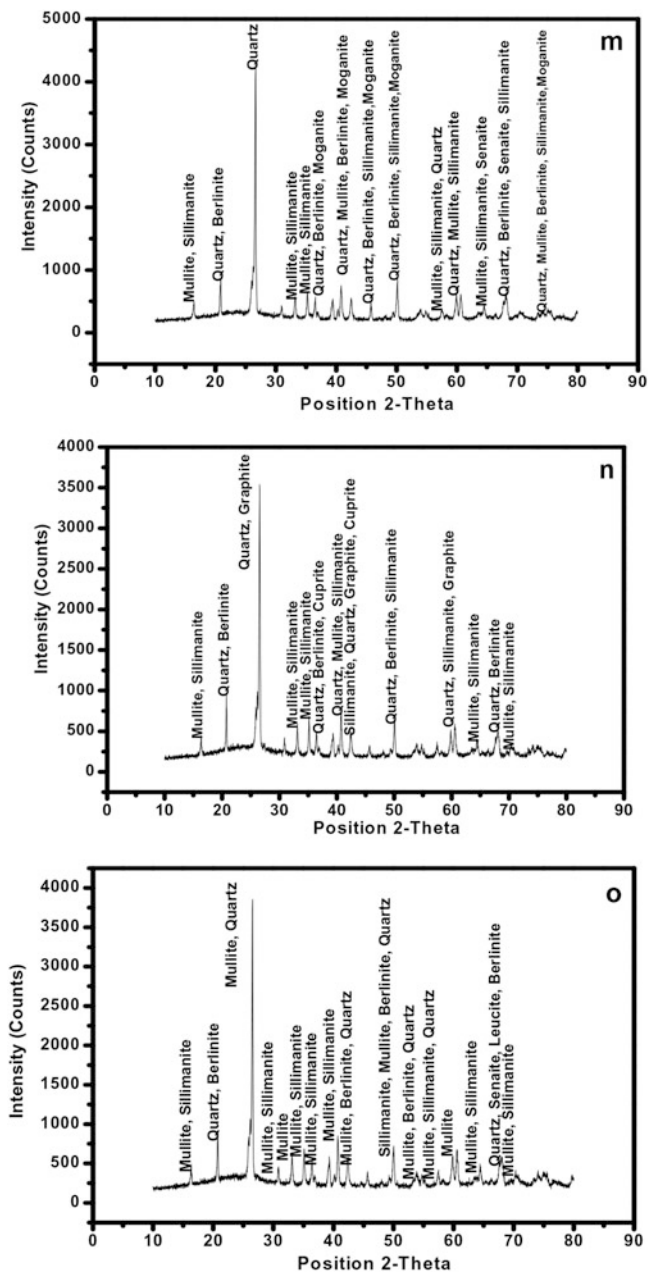 m
5000
4000
3000
2000
1000
0
Intensity (Counts)
Mullite, Sillimanite
Quartz, Berlinite
Quartz
Mullite, Sillimanite
Mullite, Sillimanite
Quartz, Berlinite, Moganite
Quartz, Mullite, Berlinite, Moganite
Quartz, Berlinite, Sillimanite,Moganite
Quartz, Berlinite, Sillimanite,Moganite
Mullite, Sillimanite, Quartz
Quartz, Mullite, Sillimanite
Mullite, Sillimanite, Senaite
Quartz, Berlinite, Senaite, Sillimanite
Quartz, Mullite, Berlinite, Sillimanite,Moganite
0 10 20 30 40 50 60 70 80 90
Position 2-Theta
n
4000
3500
3000
2500
2000
1500
1000
500
0
Intensity (Counts)
Mullite, Sillimanite
Quartz, Berlinite
Quartz, Graphite
Mullite, Sillimanite
Mullite, Sillimanite
Quartz, Berlinite, Cuprite
Quartz, Mullite, Sillimanite
Sillimanite, Quartz, Graphite, Cuprite
Quartz, Berlinite, Sillimanite
Quartz, Sillimanite, Graphite
Mullite, Sillimanite
Quartz, Berlinite
Mullite, Sillimanite
0 10 20 30 40 50 60 70 80 90
Position 2-Theta
o
4000
3500
3000
2500
2000
1500
1000
500
0
Intensity (Counts)
Mullite, Sillimanite
Quartz, Berlinite
Mullite, Quartz
Mullite, Sillimanite
Mullite
Mullite, Sillimanite
Mullite, Sillimanite
Mullite, Sillimanite
Mullite, Berlinite, Quartz
Sillimanite, Mullite, Berlinite, Quartz
Mullite, Berlinite, Quartz
Mullite, Sillimanite, Quartz
Mullite
Mullite, Sillimanite
Quartz, Senaite, Leucite, Berlinite
Mullite, Sillimanite
0 10 20 30 40 50 60 70 80 90
Position 2-Theta